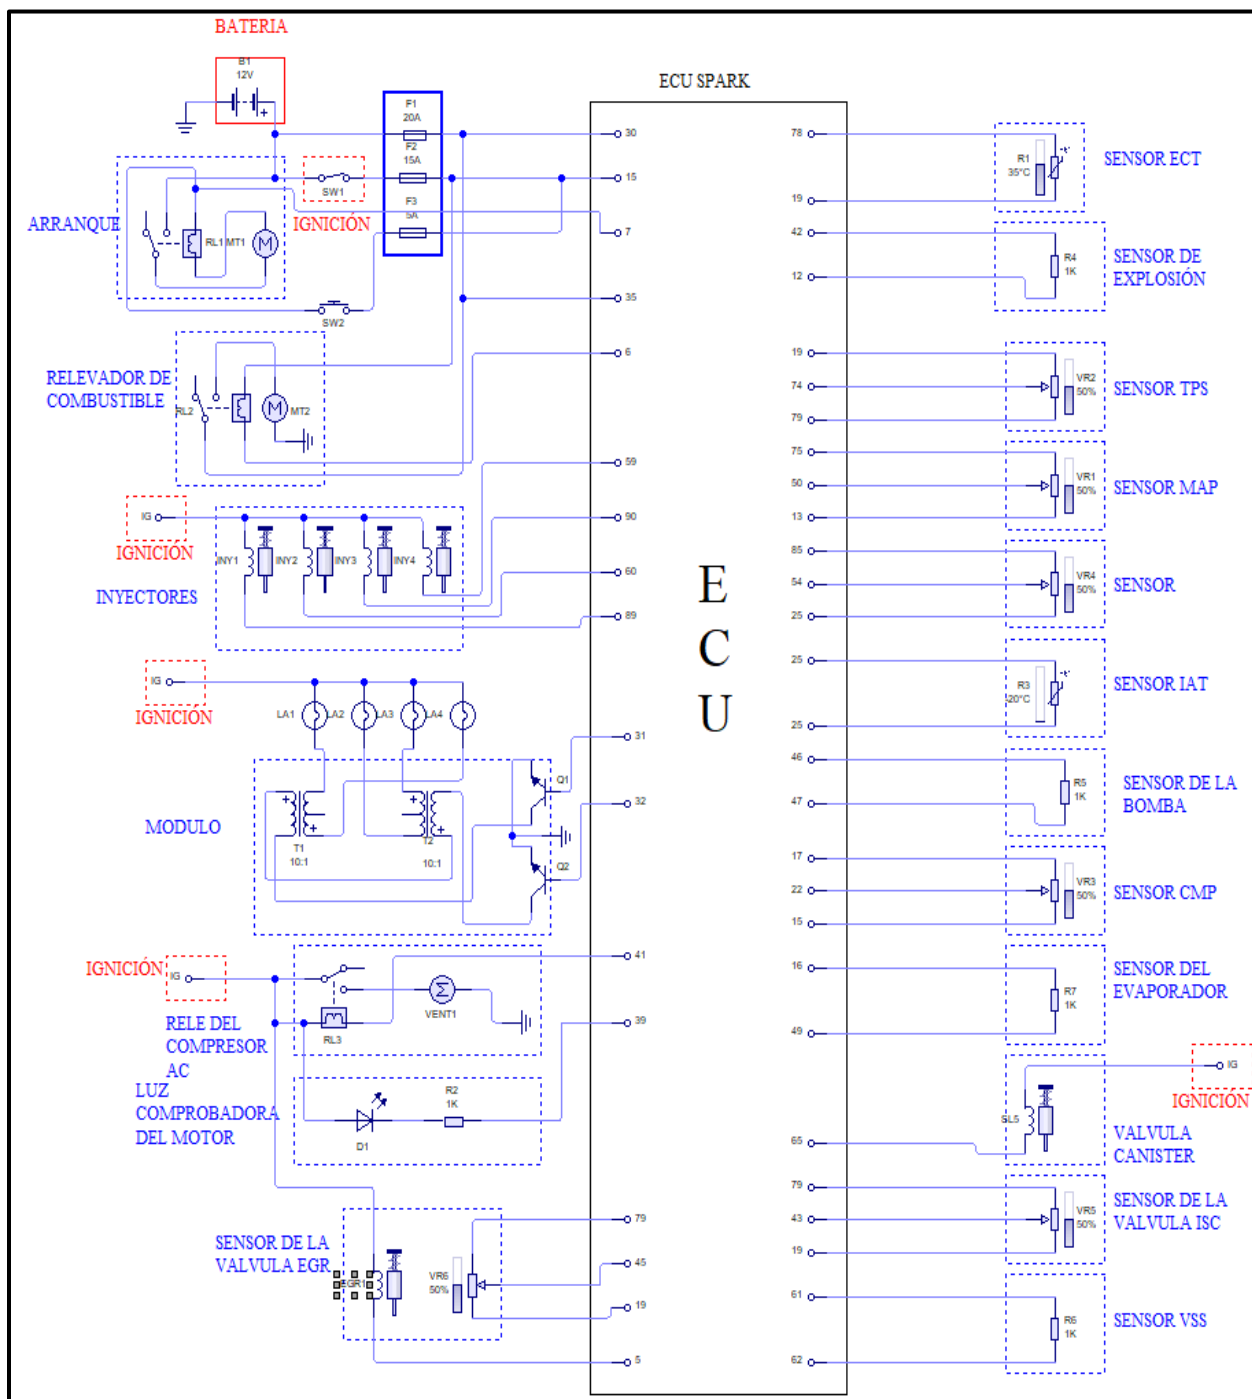 BATERIA
B1
12V
ECU SPARK
F1
20A
F2
15A
F3
5A
SW1
IGNICIÓN
ARRANQUE
RL1
MT1
M
SW2
RELEVADOR DE
COMBUSTIBLE
RL2
M
MT2
IG
IGNICIÓN
INY1
INY2
INY3
INY4
INYECTORES
IG
IGNICIÓN
LA1
LA2
LA3
LA4
MODULO
T1
10:1
T2
10:1
Q1
Q2
IGNICIÓN
IG
RELE DEL
COMPRESOR
AC
RL3
VENT1
Σ
LUZ
COMPROBADORA
DEL MOTOR
D1
R2
1K
SENSOR DE LA
VALVULA EGR
EGR1
VR6
50%
30
15
7
35
6
59
90
60
89
31
32
41
39
79
45
19
5
E
C
U
78
19
42
12
19
74
79
75
50
13
85
54
25
25
25
46
47
17
22
15
16
49
65
79
43
19
61
62
R1
35°C
-t°
SENSOR ECT
R4
1K
SENSOR DE
EXPLOSIÓN
VR2
50%
SENSOR TPS
VR1
50%
SENSOR MAP
VR4
50%
SENSOR
R3
-20°C
-t°
SENSOR IAT
R5
1K
SENSOR DE LA
BOMBA
VR3
50%
SENSOR CMP
R7
1K
SENSOR DEL
EVAPORADOR
IG
IGNICIÓN
SL5
VALVULA
CANISTER
VR5
50%
SENSOR DE LA
VALVULA ISC
R6
1K
SENSOR VSS